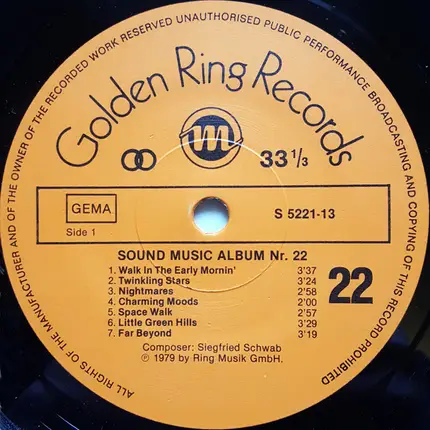 ALL RIGHTS OF THE MANUFACTURER AND OF THE OWNER OF THE RECORDED WORK RESERVED UNAUTHORISED PUBLIC PERFORMANCE BROADCASTING AND COPYING OF THIS RECORD PROHIBITED
Golden Ring Records
m
33 1/3
GEMA
S 5221-13
Side 1
SOUND MUSIC ALBUM Nr. 22
1. Walk In The Early Mornin' 3'37
2. Twinkling Stars 3'24
3. Nightmares 2'58
4. Charming Moods 2'00
5. Space Walk 2'57
6. Little Green Hills 3'29
7. Far Beyond 3'19
22
Composer: Siegfried Schwab
℗ 1979 by Ring Musik GmbH.